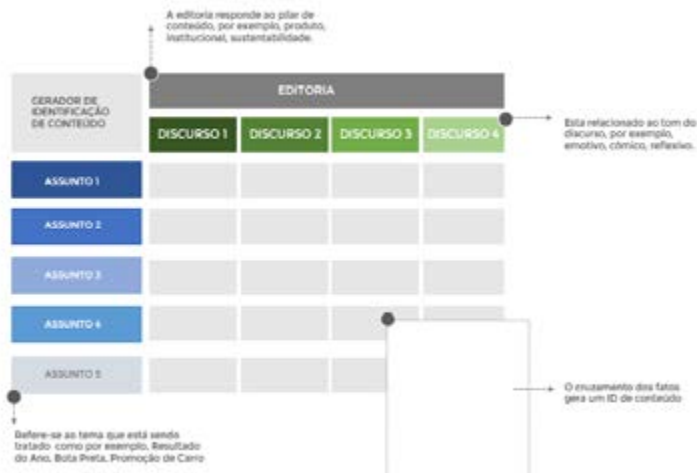 A editoria responde ao pilar de
conteúdo, por exemplo, produto,
institucional, sustentabilidade.
GERADOR DE
IDENTIFICAÇÃO
DE CONTEÚDO
EDITORIA
DISCURSO 1
DISCURSO 2
DISCURSO 3
DISCURSO 4
Esta relacionado ao tom do
discurso, por exemplo,
emotivo, cômico, reflexivo.
ASSUNTO 1
ASSUNTO 2
ASSUNTO 3
ASSUNTO 4
ASSUNTO 5
O cruzamento dos fatos
gera um ID de conteúdo
Refere-se ao tema que está sendo
tratado como por exemplo, Resultado
do Ano, Bota Preta, Promoção de Carro